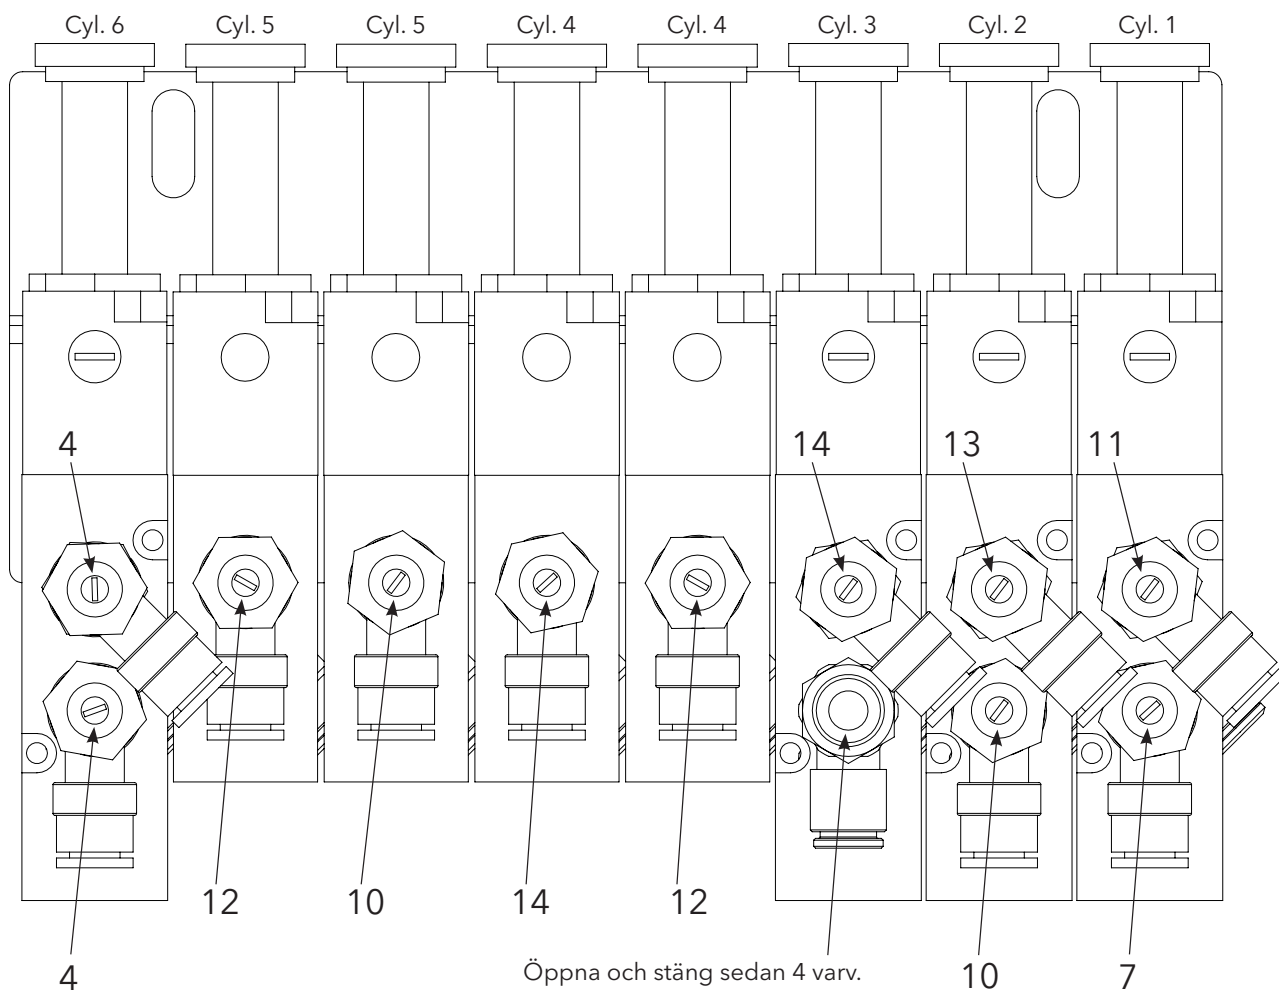 Cyl. 6 Cyl. 5 Cyl. 5 Cyl. 4 Cyl. 4 Cyl. 3 Cyl. 2 Cyl. 1
4 14 13 11
12 10 14 12
4 Öppna och stäng sedan 4 varv. 10 7